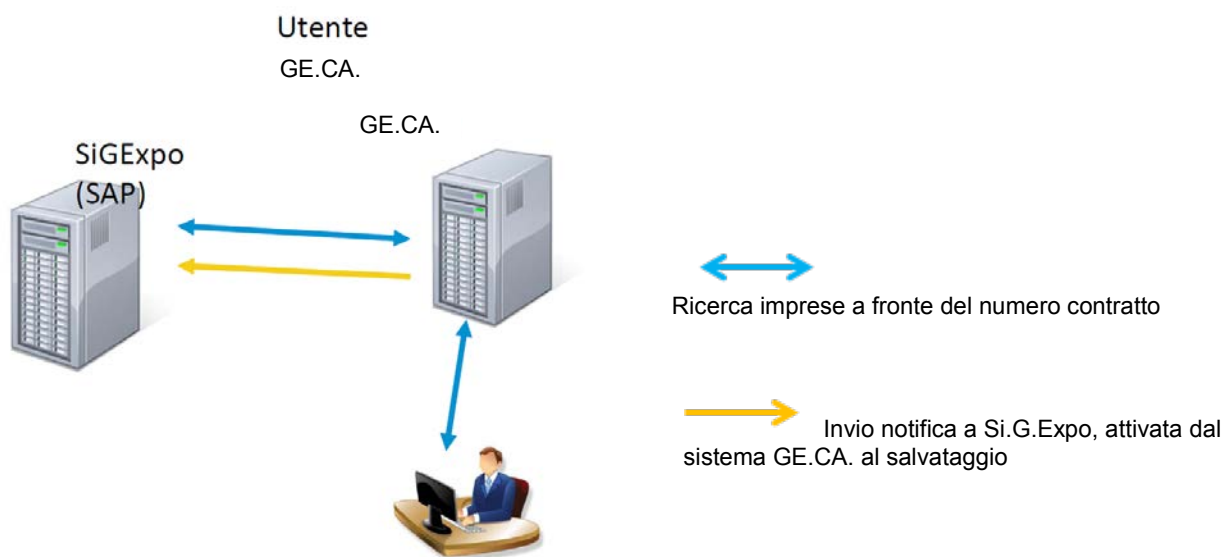 Utente
GE.CA.
GE.CA.
SiGExpo
(SAP)
Ricerca imprese a fronte del numero contratto
Invio notifica a Si.G.Expo, attivata dal
sistema GE.CA. al salvataggio